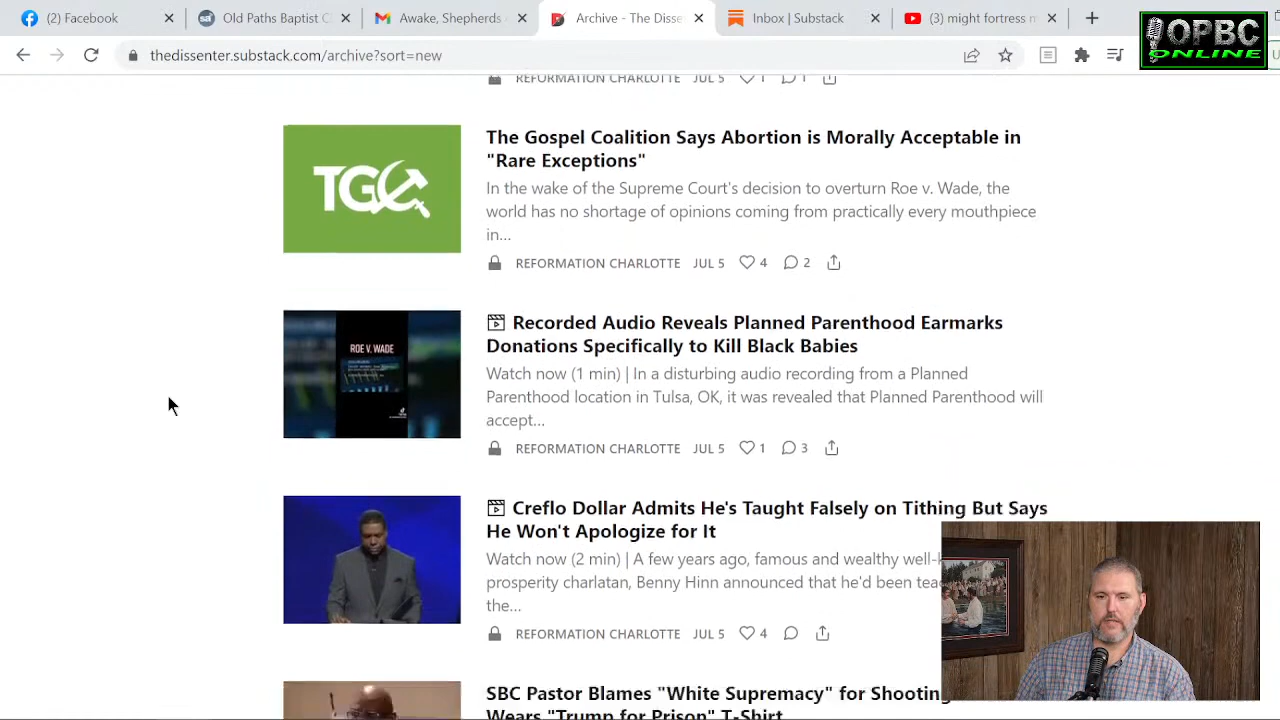 (2) Facebook
Old Paths Baptist C
Awake, Shepherds
Archive - The Disse
Inbox | Substack
(3) might fortress m
OPBC
ONLINE
thedissenter.substack.com/archive?sort=new
REFORMATION CHARLOTTE JUL 5 1 1
The Gospel Coalition Says Abortion is Morally Acceptable in
"Rare Exceptions"
TGC
In the wake of the Supreme Court's decision to overturn Roe v. Wade, the
world has no shortage of opinions coming from practically every mouthpiece
in...
REFORMATION CHARLOTTE JUL 5 4 2
Recorded Audio Reveals Planned Parenthood Earmarks
Donations Specifically to Kill Black Babies
ROE V. WADE
Watch now (1 min) | In a disturbing audio recording from a Planned
Parenthood location in Tulsa, OK, it was revealed that Planned Parenthood will
accept...
REFORMATION CHARLOTTE JUL 5 1 3
Creflo Dollar Admits He's Taught Falsely on Tithing But Says
He Won't Apologize for It
Watch now (2 min) | A few years ago, famous and wealthy well-
prosperity charlatan, Benny Hinn announced that he'd been
the...
REFORMATION CHARLOTTE JUL 5 4
SBC Pastor Blames "White Supremacy" for Shooting
Wears "Trump for Prison" T-Shirt